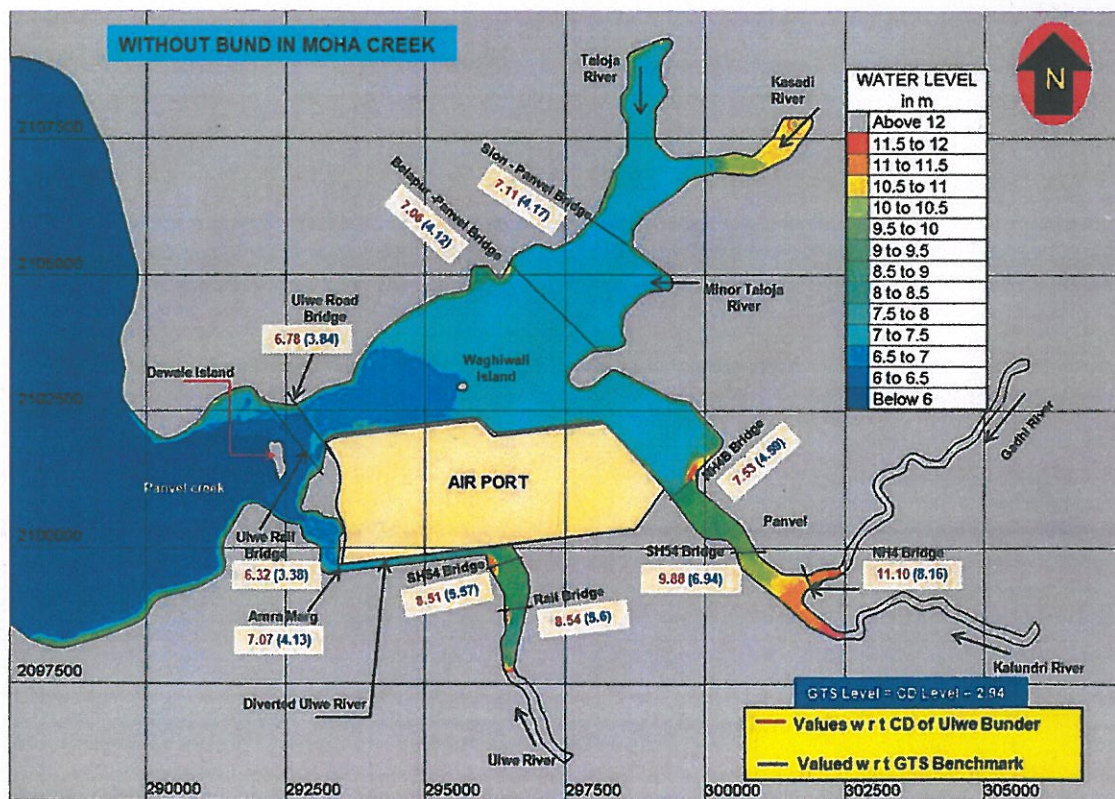 WITHOUT BUND IN MOHA CREEK
Taloja
River
Kasadi
River
N
WATER LEVEL
in m
Above 12
11.5 to 12
11 to 11.5
10.5 to 11
10 to 10.5
9.5 to 10
9 to 9.5
8.5 to 9
8 to 8.5
7.5 to 8
7 to 7.5
6.5 to 7
6 to 6.5
Below 6
2107500
Sion - Panvel Bridge
7.11 (4.17)
Belapur -Panvel Bridge
7.06 (4.12)
2105000
Minor Taloja
River
Ulwe Road
Bridge
6.78 (3.84)
Dewale Island
Waghiwali
Island
2102500
Gadhi River
NH4B Bridge
7.53 (4.59)
AIR PORT
Panvel creek
Panvel
2100000
Ulwe Rail
Bridge
6.32 (3.38)
SH54 Bridge
8.51 (5.57)
SH54 Bridge
9.88 (6.94)
NH4 Bridge
11.10 (8.16)
Rail Bridge
8.54 (5.6)
Amra Marg
7.07 (4.13)
Kalundri River
2097500
Diverted Ulwe River
GTS Level = CD Level - 2.94
Values w r t CD of Ulwe Bunder
Valued w r t GTS Benchmark
Ulwe River
290000
292500
295000
297500
300000
302500
305000